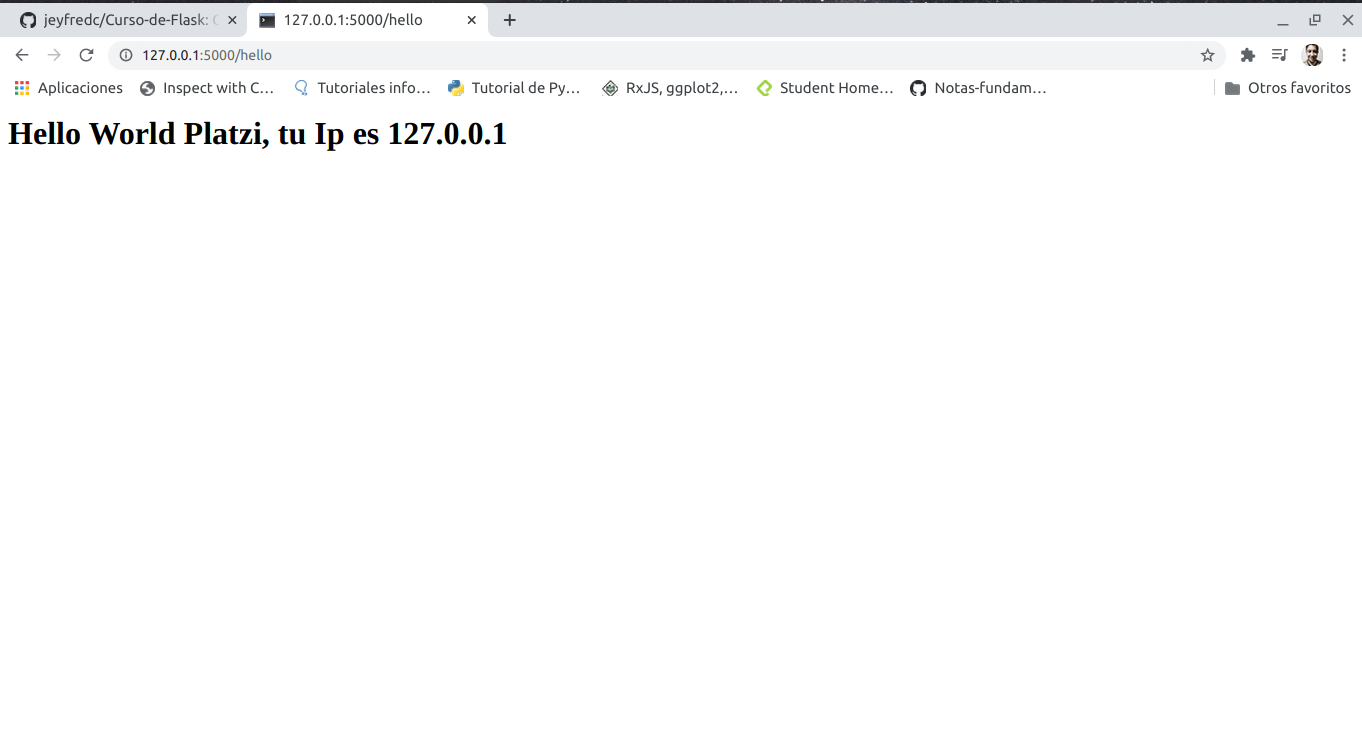 jeyfredc/Curso-de-Flask:
127.0.0.1:5000/hello
127.0.0.1:5000/hello
Aplicaciones
Inspect with C...
Tutoriales info...
Tutorial de Py...
RxJS, ggplot2,...
Student Home...
Notas-fundam...
Otros favoritos
Hello World Platzi, tu Ip es 127.0.0.1